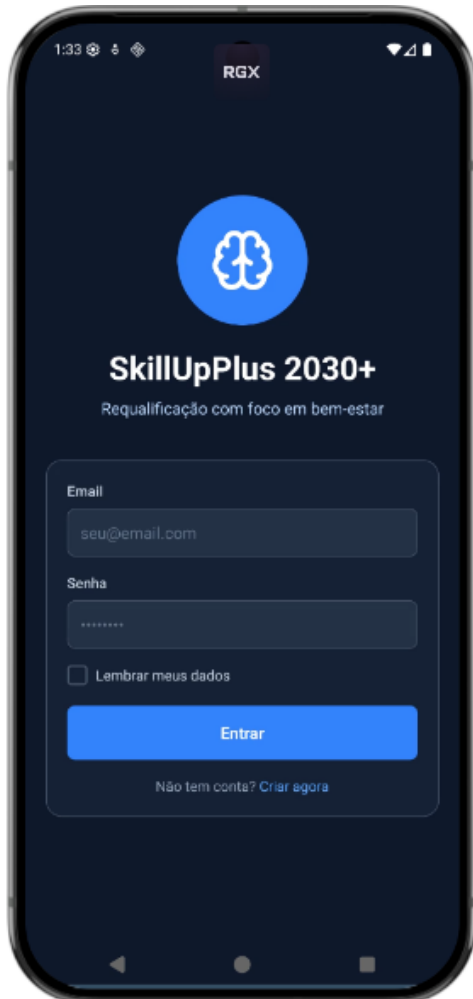 1:33
RGX
SkillUpPlus 2030+
Requalificação com foco em bem-estar
Email
seu@email.com
Senha
••••••••
Lembrar meus dados
Entrar
Não tem conta? Criar agora